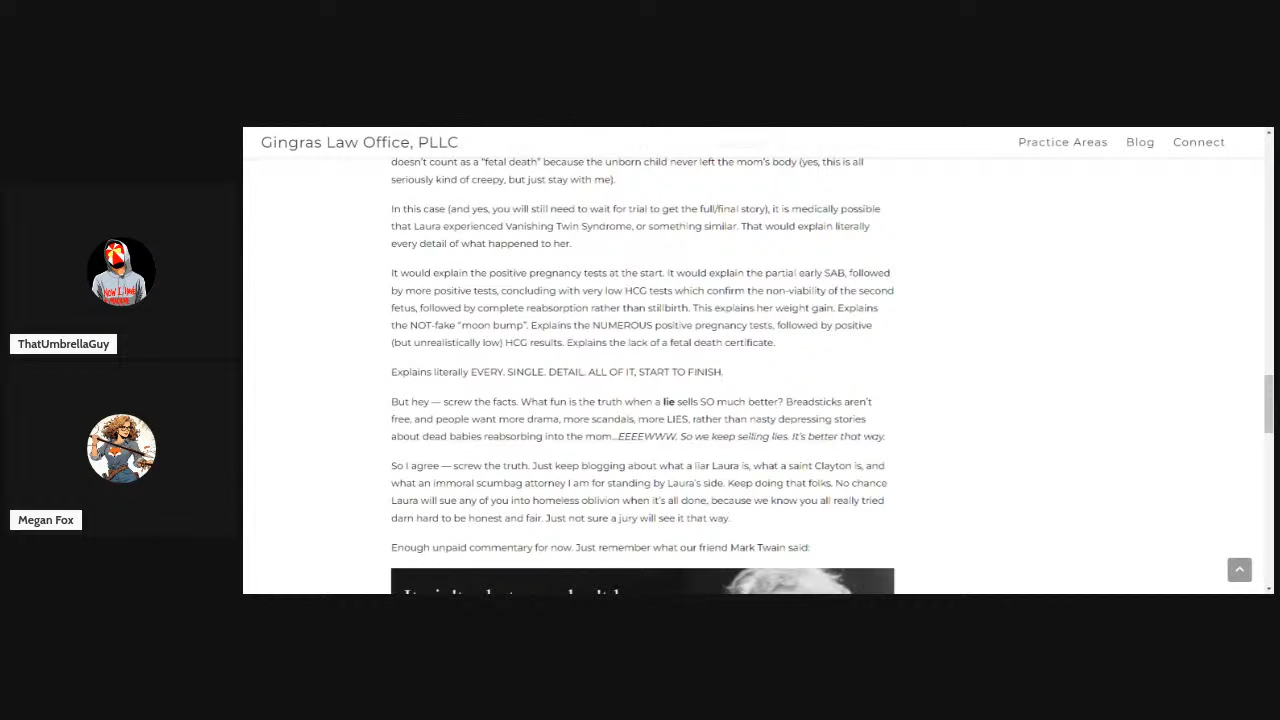 Gingras Law Office, PLLC
Practice Areas
Blog
Connect
doesn't count as a "fetal death" because the unborn child never left the mom's body (yes, this is all
seriously kind of creepy, but just stay with me).
In this case (and yes, you will still need to wait for trial to get the full/final story), it is medically possible
that Laura experienced Vanishing Twin Syndrome, or something similar. That would explain literally
every detail of what happened to her.
It would explain the positive pregnancy tests at the start. It would explain the partial early SAB, followed
by more positive tests, concluding with very low HCG tests which confirm the non-viability of the second
fetus, followed by complete reabsorption rather than stillbirth. This explains her weight gain. Explains
the NOT-fake "moon bump". Explains the NUMEROUS positive pregnancy tests, followed by positive
(but unrealistically low) HCG results. Explains the lack of a fetal death certificate.
Explains literally EVERY. SINGLE. DETAIL. ALL OF IT, START TO FINISH.
But hey — screw the facts. What fun is the truth when a lie sells SO much better? Breadsticks aren't
free, and people want more drama, more scandals, more LIES, rather than nasty depressing stories
about dead babies reabsorbing into the mom...EEEEWWW. So we keep selling lies. It's better that way.
So I agree — screw the truth. Just keep blogging about what a liar Laura is, what a saint Clayton is, and
what an immoral scumbag attorney I am for standing by Laura's side. Keep doing that folks. No chance
Laura will sue any of you into homeless oblivion when it's all done, because we know you all really tried
darn hard to be honest and fair. Just not sure a jury will see it that way.
Enough unpaid commentary for now. Just remember what our friend Mark Twain said:
ThatUmbrellaGuy
Megan Fox